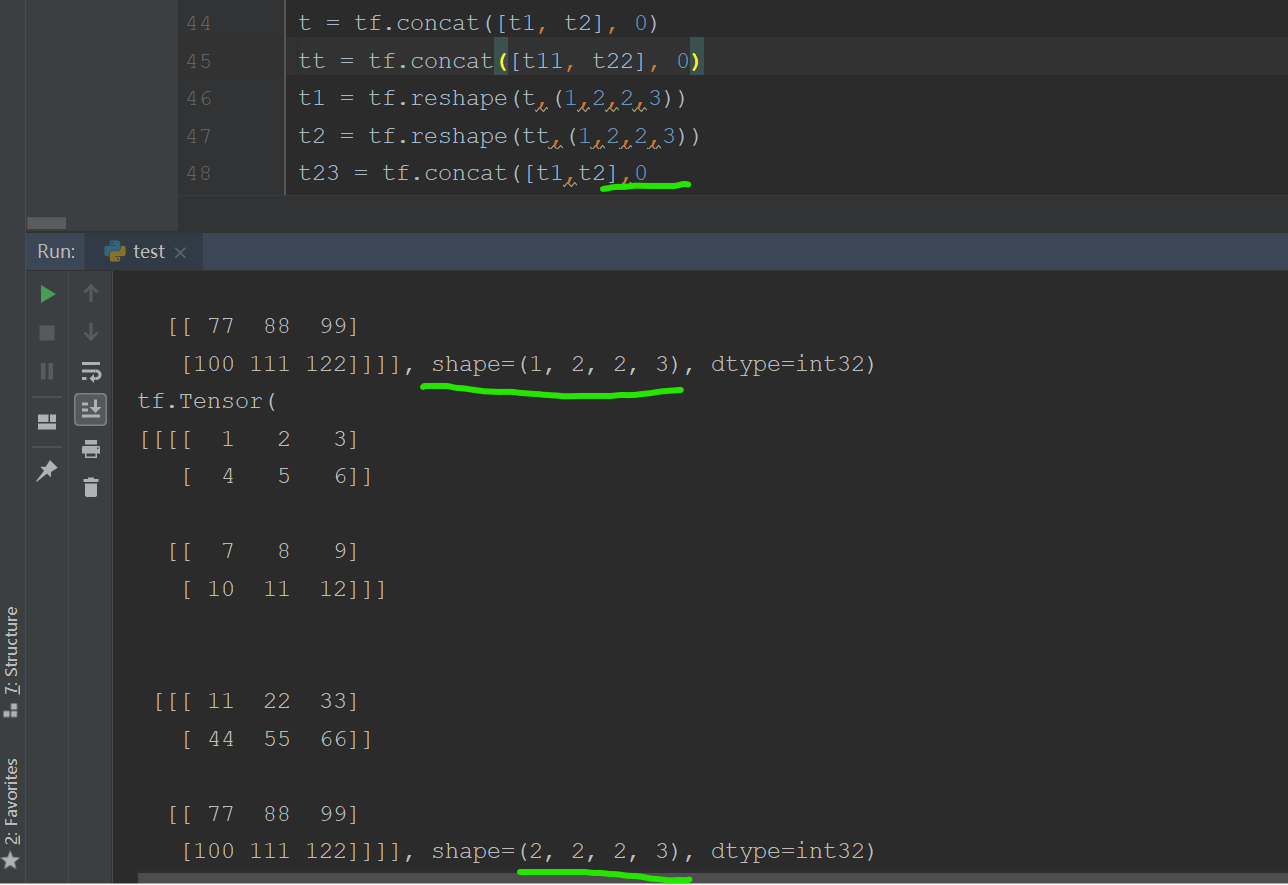 44 t = tf.concat([t1, t2], 0)
45 tt = tf.concat([t11, t22], 0)
46 t1 = tf.reshape(t,(1,2,2,3))
47 t2 = tf.reshape(tt,(1,2,2,3))
48 t23 = tf.concat([t1,t2],0
Run: test ×
[[ 77 88 99]
[100 111 122]]]], shape=(1, 2, 2, 3), dtype=int32)
tf.Tensor(
[[[[ 1 2 3]
[ 4 5 6]]
[[ 7 8 9]
[ 10 11 12]]]
[[[ 11 22 33]
[ 44 55 66]]
[[ 77 88 99]
[100 111 122]]]], shape=(2, 2, 2, 3), dtype=int32)
7: Structure
2: Favorites